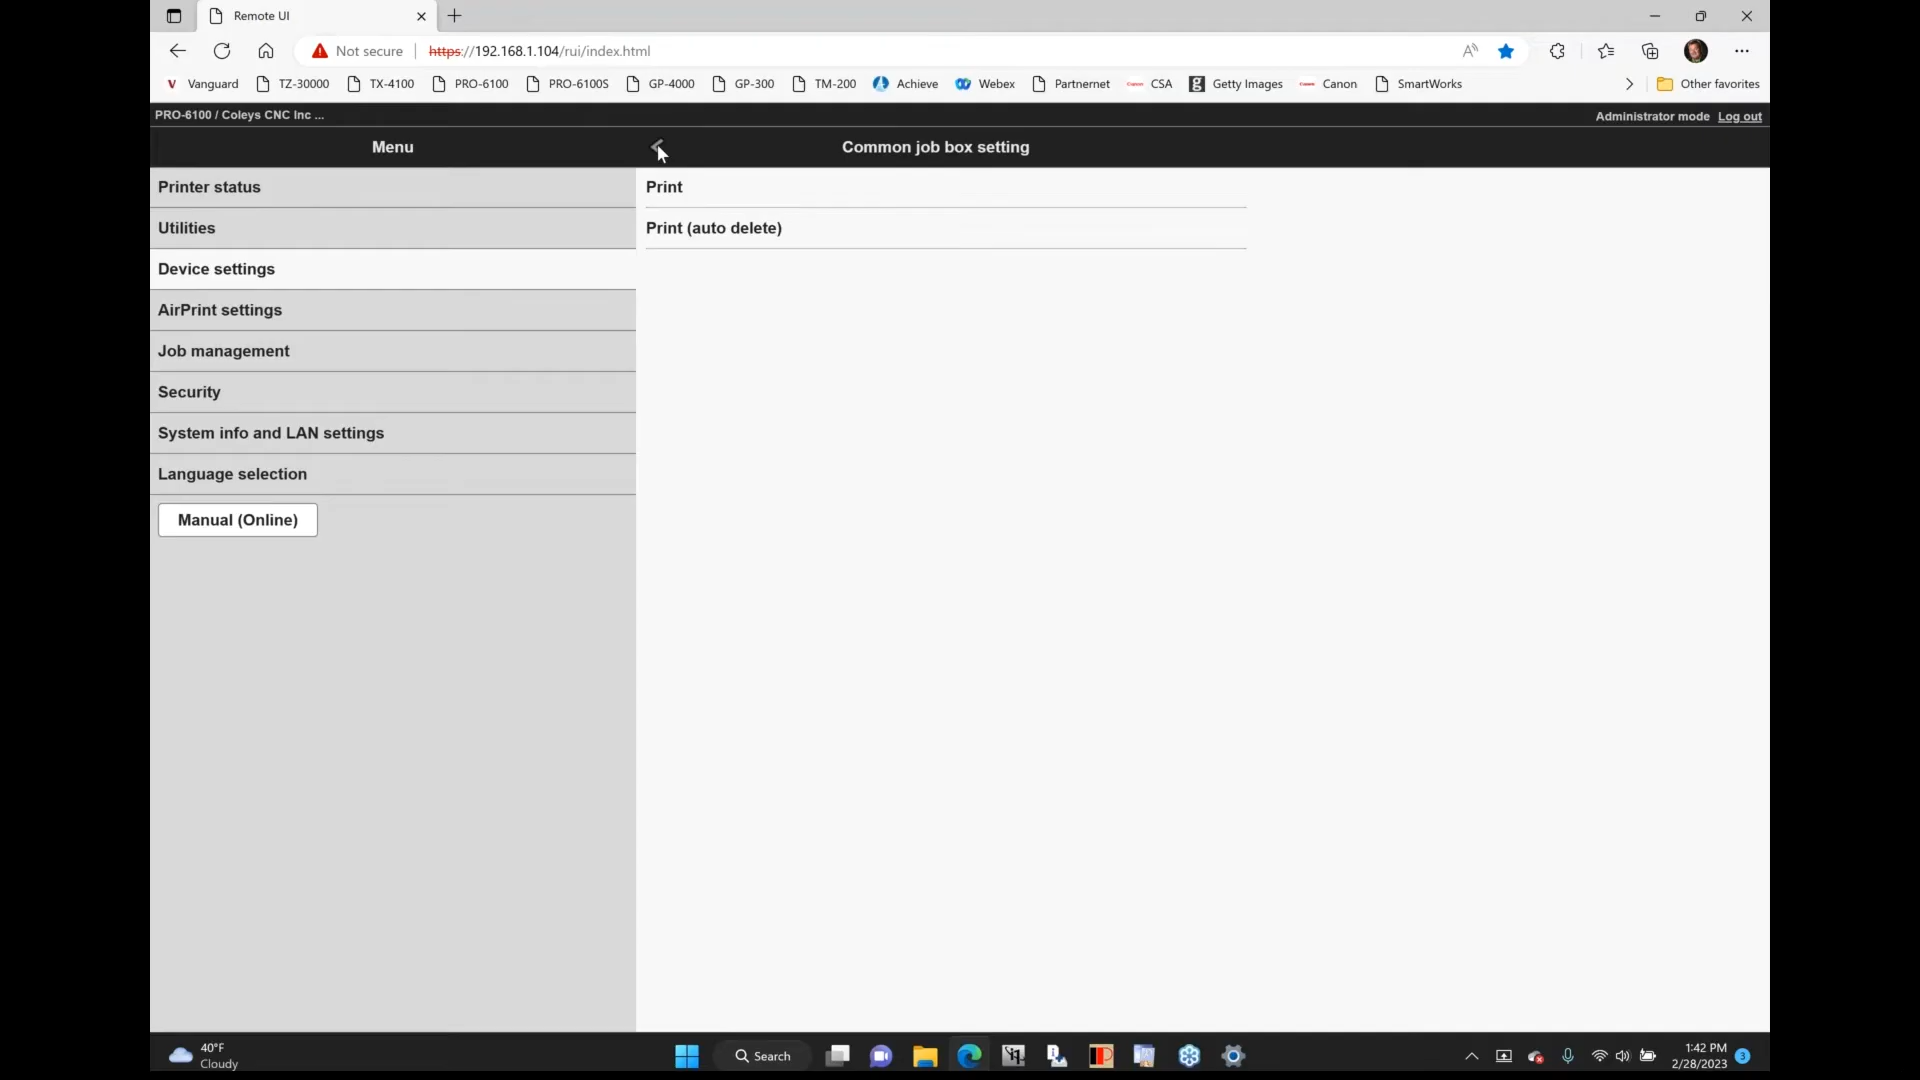 Remote UI
Not secure
https://192.168.1.104/rui/index.html
Vanguard TZ-30000 TX-4100 PRO-6100 PRO-6100S GP-4000 GP-300 TM-200 Achieve Webex Partnernet CSA Getty Images Canon SmartWorks Other favorites
PRO-6100 / Coleys CNC Inc ...
Administrator mode Log out
Menu
Common job box setting
Printer status
Print
Utilities
Print (auto delete)
Device settings
AirPrint settings
Job management
Security
System info and LAN settings
Language selection
Manual (Online)
40°F
Cloudy
Search
1:42 PM
2/28/2023
3